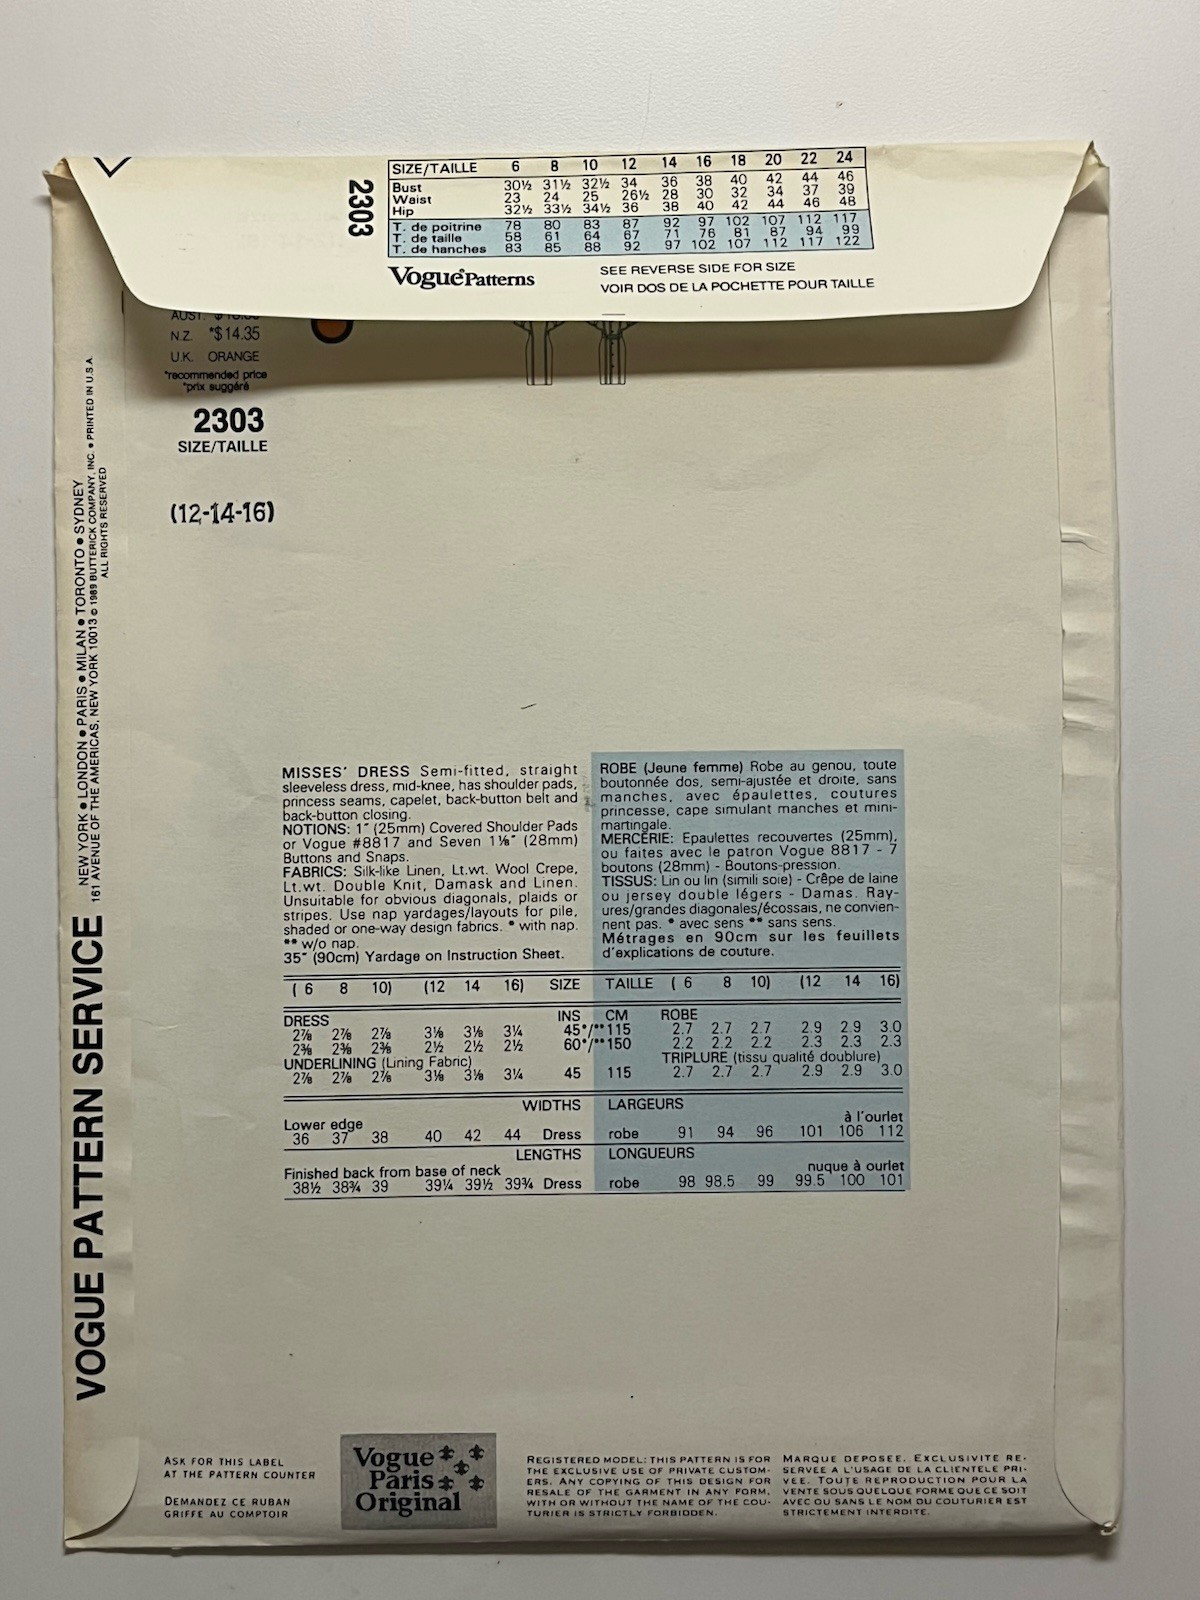 SIZE/TAILLE 6 8 10 12 14 16 18 20 22 24
Bust 30½ 31½ 32½ 34 36 38 40 42 44 46
Waist 23 24 25 26½ 28 30 32 34 37 39
Hip 32½ 33½ 34½ 36 38 40 42 44 46 48
T. de poitrine 78 80 83 87 92 97 102 107 112 117
T. de taille 58 61 64 67 71 76 81 87 94 99
T. de hanches 83 85 88 92 97 102 107 112 117 122
2303
Vogue Patterns
SEE REVERSE SIDE FOR SIZE
VOIR DOS DE LA POCHETTE POUR TAILLE
AUST.
N.Z. *$14.35
U.K. ORANGE
*recommended price
*prix suggéré
2303
SIZE/TAILLE
(12-14-16)
VOGUE PATTERN SERVICE
NEW YORK • LONDON • PARIS • MILAN • TORONTO • SYDNEY
161 AVENUE OF THE AMERICAS, NEW YORK 10013 © 1989 BUTTERICK COMPANY, INC. • PRINTED IN U.S.A.
ALL RIGHTS RESERVED
MISSES' DRESS Semi-fitted, straight
sleeveless dress, mid-knee, has shoulder pads,
princess seams, capelet, back-button belt and
back-button closing.
NOTIONS: 1" (25mm) Covered Shoulder Pads
or Vogue #8817 and Seven 1⅛" (28mm)
Buttons and Snaps.
FABRICS: Silk-like Linen, Lt.wt. Wool Crepe,
Lt.wt. Double Knit, Damask and Linen.
Unsuitable for obvious diagonals, plaids or
stripes. Use nap yardages/layouts for pile,
shaded or one-way design fabrics. * with nap.
** w/o nap.
35" (90cm) Yardage on Instruction Sheet.
ROBE (Jeune femme) Robe au genou, toute
boutonnée dos, semi-ajustée et droite, sans
manches, avec épaulettes, coutures
princesse, cape simulant manches et mini-
martingale.
MERCERIE: Epaulettes recouvertes (25mm),
ou faites avec le patron Vogue 8817 - 7
boutons (28mm) - Boutons-pression.
TISSUS: Lin ou lin (simili soie) - Crêpe de laine
ou jersey double légers - Damas. Ray-
ures/grandes diagonales/écossais, ne convien-
nent pas. * avec sens ** sans sens.
Métrages en 90cm sur les feuillets
d'explications de couture.
( 6 8 10) (12 14 16) SIZE TAILLE ( 6 8 10) (12 14 16)
DRESS INS CM ROBE
2⅞ 2⅞ 2⅞ 3⅛ 3⅛ 3¼ 45*/**115 2.7 2.7 2.7 2.9 2.9 3.0
2⅜ 2⅜ 2⅜ 2½ 2½ 2½ 60*/**150 2.2 2.2 2.2 2.3 2.3 2.3
UNDERLINING (Lining Fabric) TRIPLURE (tissu qualité doublure)
2⅞ 2⅞ 2⅞ 3⅛ 3⅛ 3¼ 45 115 2.7 2.7 2.7 2.9 2.9 3.0
WIDTHS LARGEURS
Lower edge à l'ourlet
36 37 38 40 42 44 Dress robe 91 94 96 101 106 112
LENGTHS LONGUEURS
Finished back from base of neck nuque à ourlet
38½ 38¾ 39 39¼ 39½ 39¾ Dress robe 98 98.5 99 99.5 100 101
ASK FOR THIS LABEL
AT THE PATTERN COUNTER
DEMANDEZ CE RUBAN
GRIFFE AU COMPTOIR
Vogue
Paris
Original
REGISTERED MODEL: THIS PATTERN IS FOR
THE EXCLUSIVE USE OF PRIVATE CUSTOM-
ERS. ANY COPYING OF THIS DESIGN FOR
RESALE OF THE GARMENT IN ANY FORM,
WITH OR WITHOUT THE NAME OF THE COU-
TURIER IS STRICTLY FORBIDDEN.
MARQUE DEPOSEE. EXCLUSIVITE RE-
SERVEE A L'USAGE DE LA CLIENTELE PRI-
VEE. TOUTE REPRODUCTION POUR LA
VENTE SOUS QUELQUE FORME QUE CE SOIT
AVEC OU SANS LE NOM DU COUTURIER EST
STRICTEMENT INTERDITE.